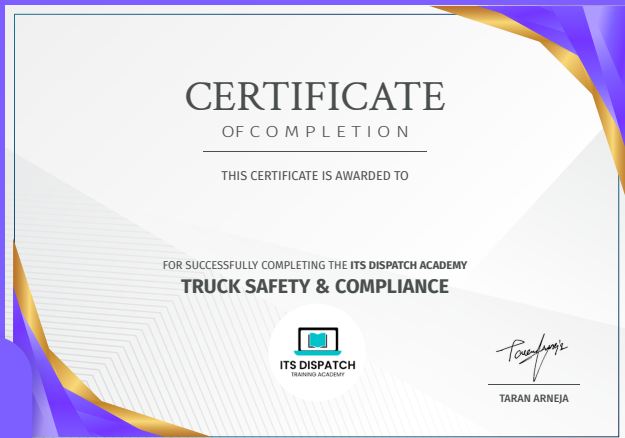 CERTIFICATE
OF COMPLETION
THIS CERTIFICATE IS AWARDED TO
FOR SUCCESSFULLY COMPLETING THE ITS DISPATCH ACADEMY
TRUCK SAFETY & COMPLIANCE
ITS DISPATCH
TRAINING ACADEMY
TARAN ARNEJA